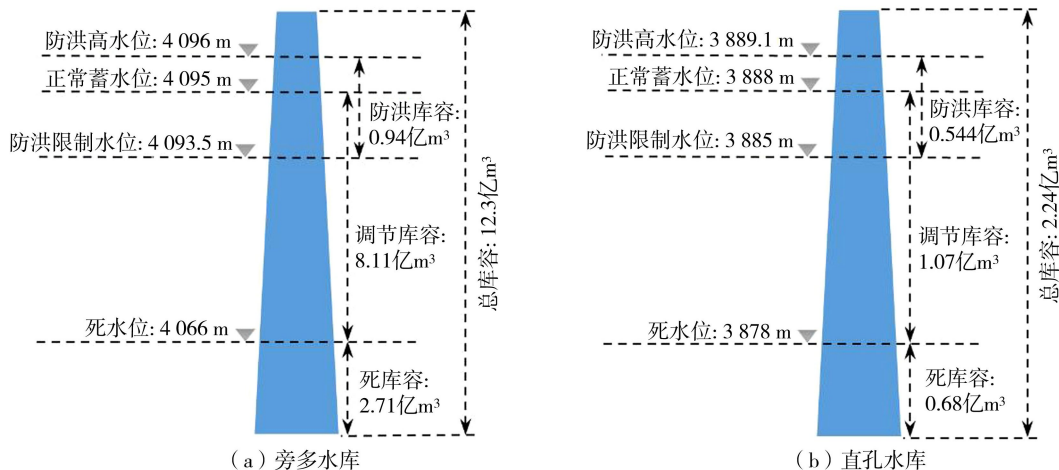 防洪高水位: 4 096 m
正常蓄水位: 4 095 m
防洪库容:
0.94亿m³
防洪限制水位: 4 093.5 m
调节库容:
8.11亿m³
总库容: 12.3亿m³
死水位: 4 066 m
死库容:
2.71亿m³
(a) 旁多水库
防洪高水位: 3 889.1 m
正常蓄水位: 3 888 m
防洪库容:
0.544亿m³
防洪限制水位: 3 885 m
调节库容:
1.07亿m³
总库容: 2.24亿m³
死水位: 3 878 m
死库容:
0.68亿m³
(b) 直孔水库